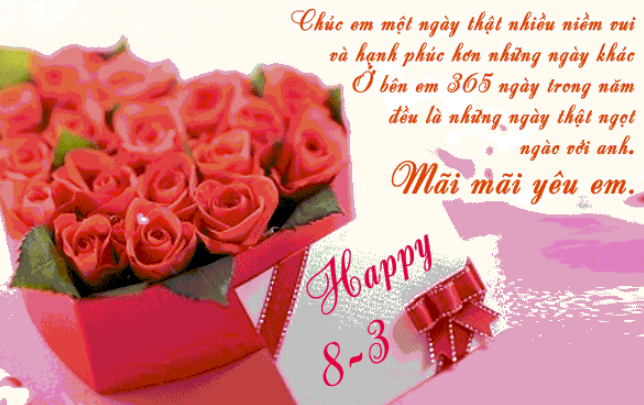 Chúc em một ngày thật nhiều niềm vui
và hạnh phúc hơn những ngày khác
Ở bên em 365 ngày trong năm
đều là những ngày thật ngọt
ngào với anh.
Mãi mãi yêu em.
Happy
8-3